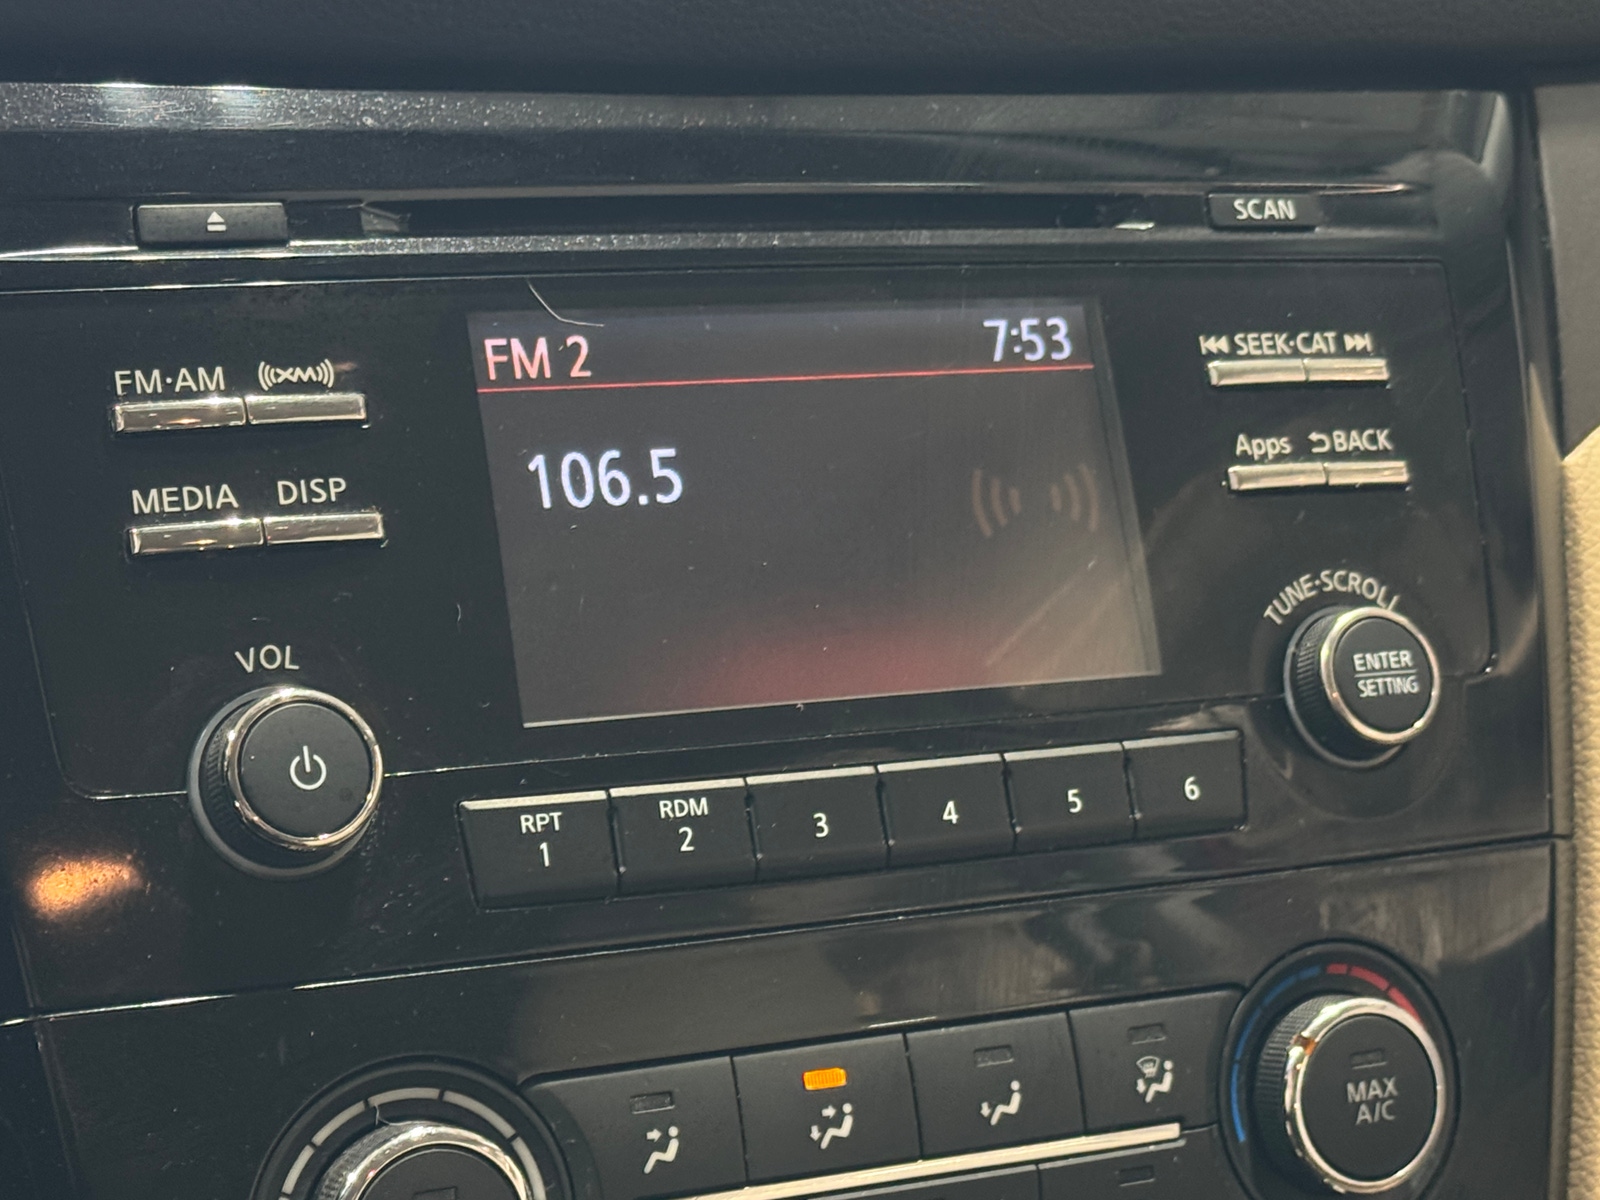 SCAN
FM 2 7:53
SEEK·CAT
FM·AM XM
106.5
Apps BACK
MEDIA DISP
TUNE·SCROLL
VOL
ENTER
SETTING
RPT
1
RDM
2
3
4
5
6
MAX
A/C